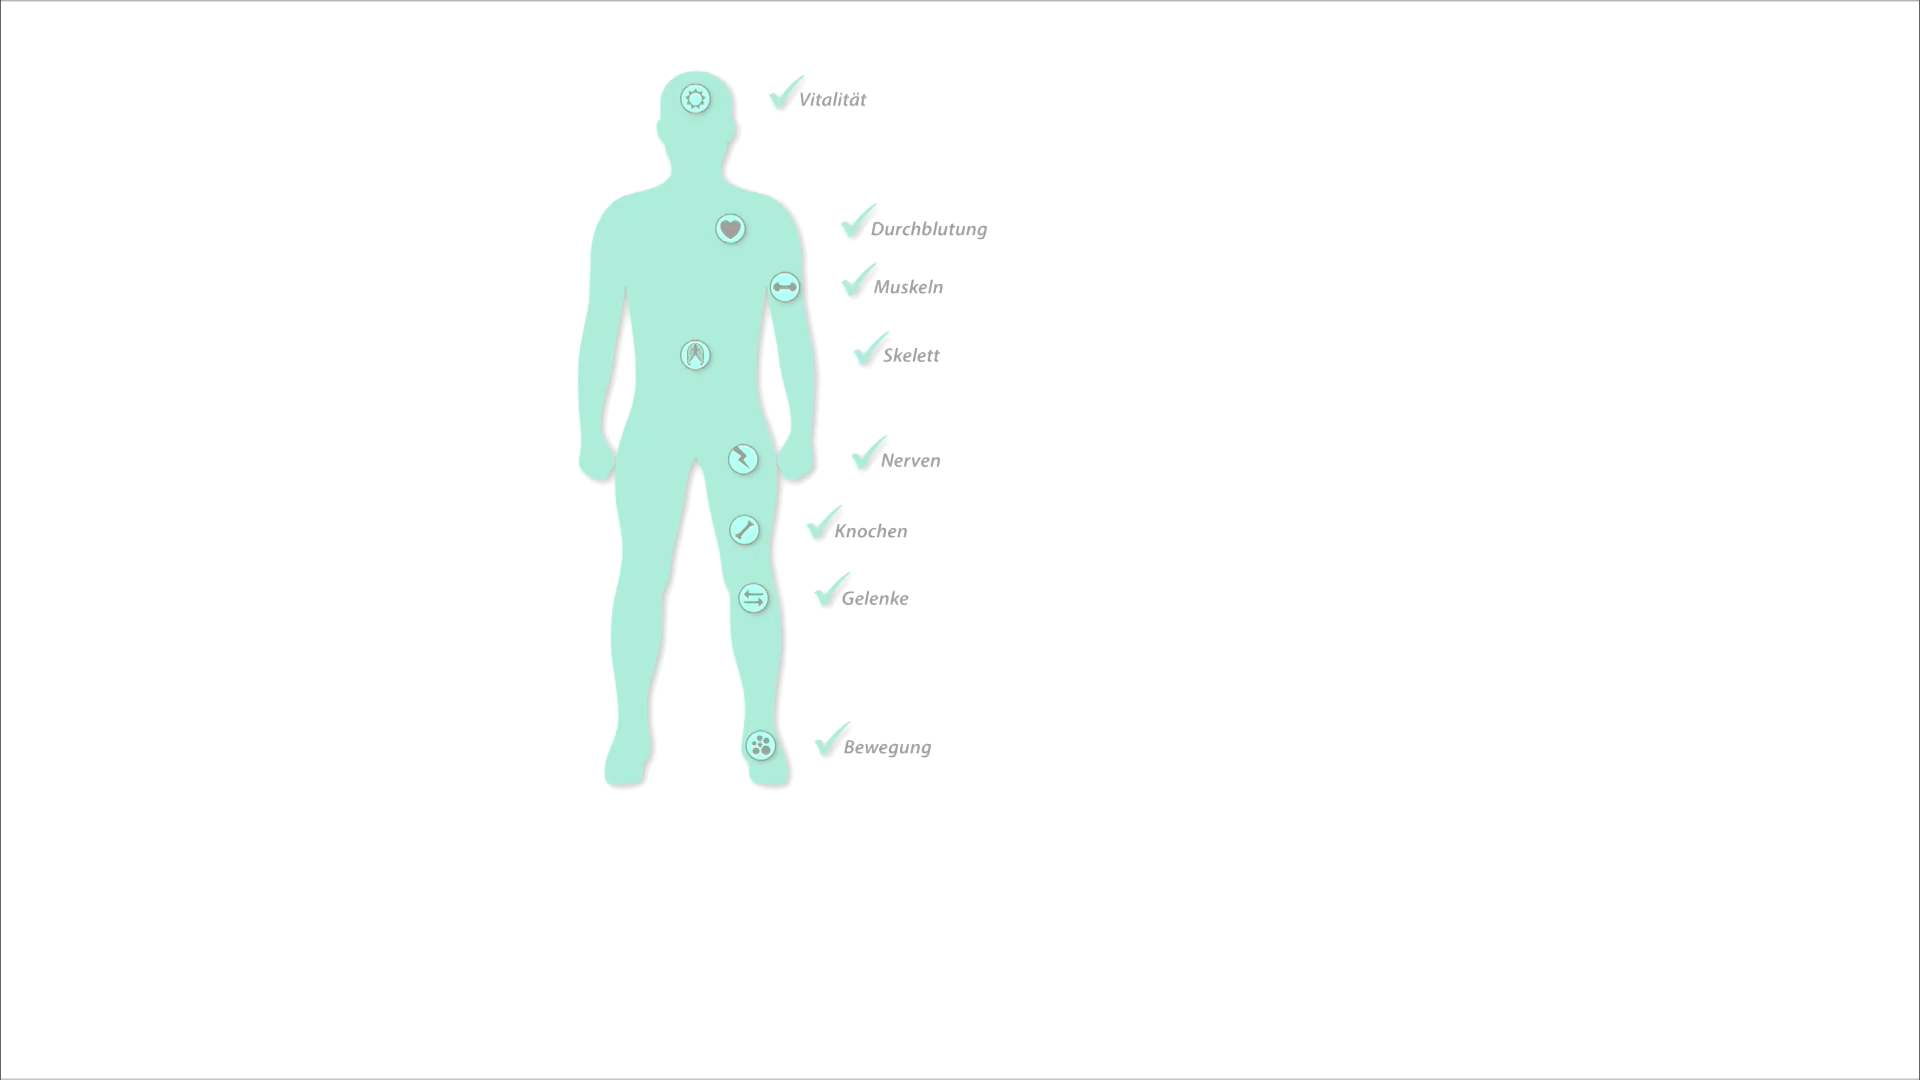 Vitalität
Durchblutung
Muskeln
Skelett
Nerven
Knochen
Gelenke
Bewegung